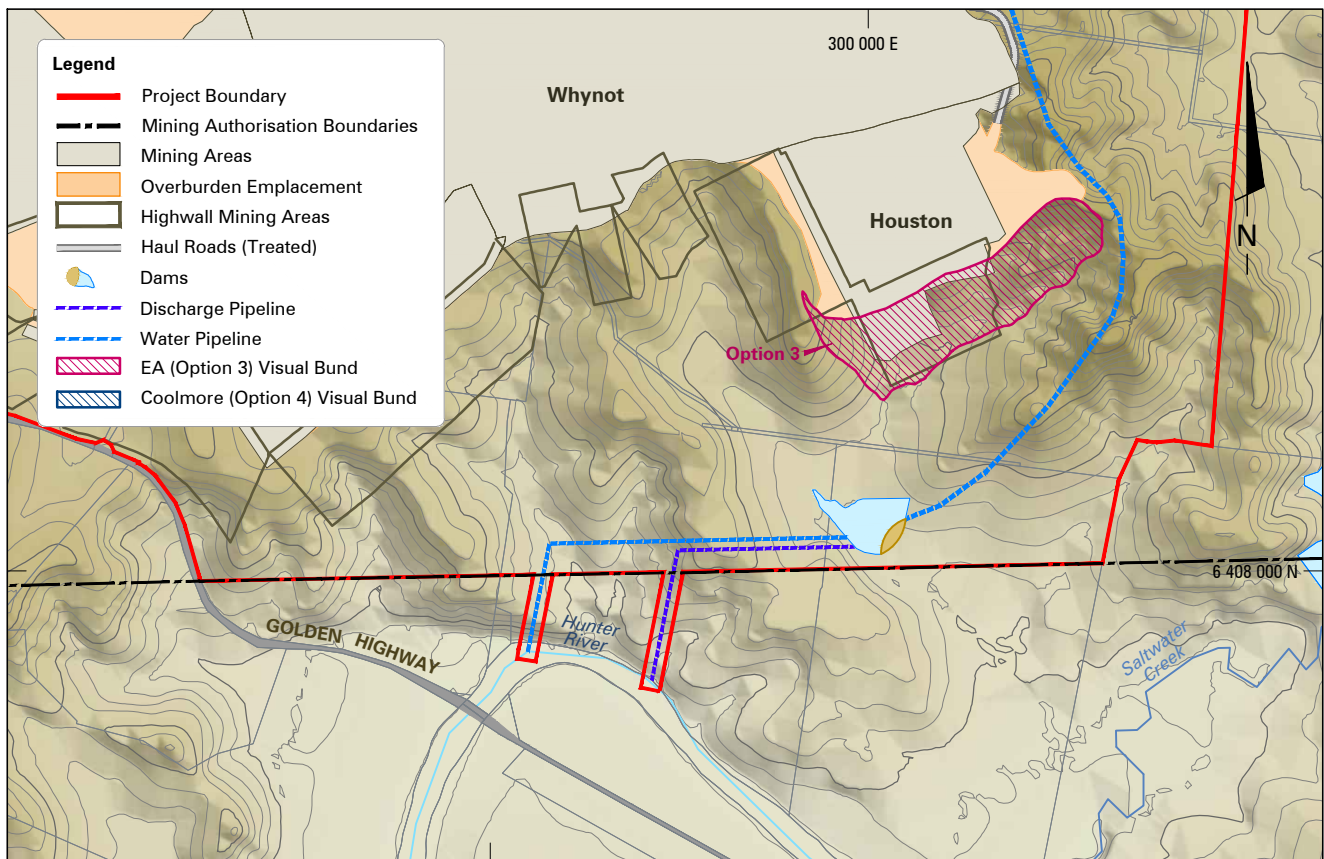 300 000 E
Legend
Project Boundary
Mining Authorisation Boundaries
Mining Areas
Overburden Emplacement
Highwall Mining Areas
Haul Roads (Treated)
Dams
Discharge Pipeline
Water Pipeline
EA (Option 3) Visual Bund
Coolmore (Option 4) Visual Bund
Whynot
Houston
N
Option 3
6 408 000 N
GOLDEN HIGHWAY
Hunter
River
Saltwater
Creek